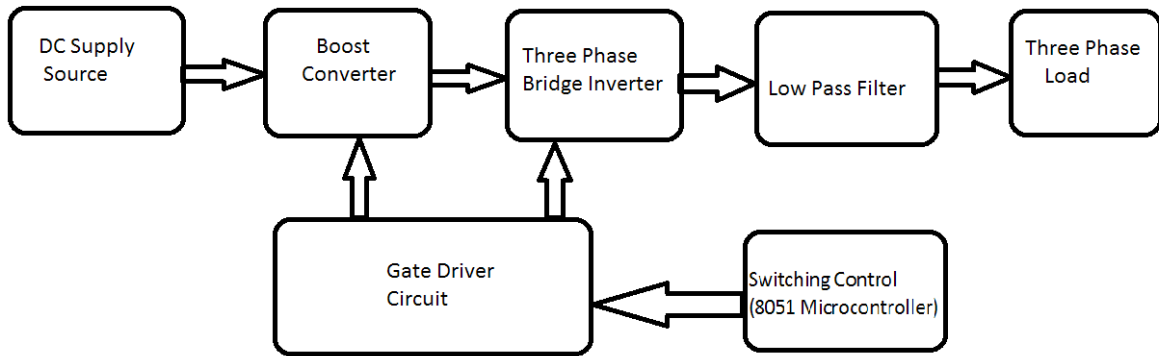 DC Supply
Source
Boost
Converter
Three Phase
Bridge Inverter
Low Pass Filter
Three Phase
Load
Gate Driver
Circuit
Switching Control
(8051 Microcontroller)